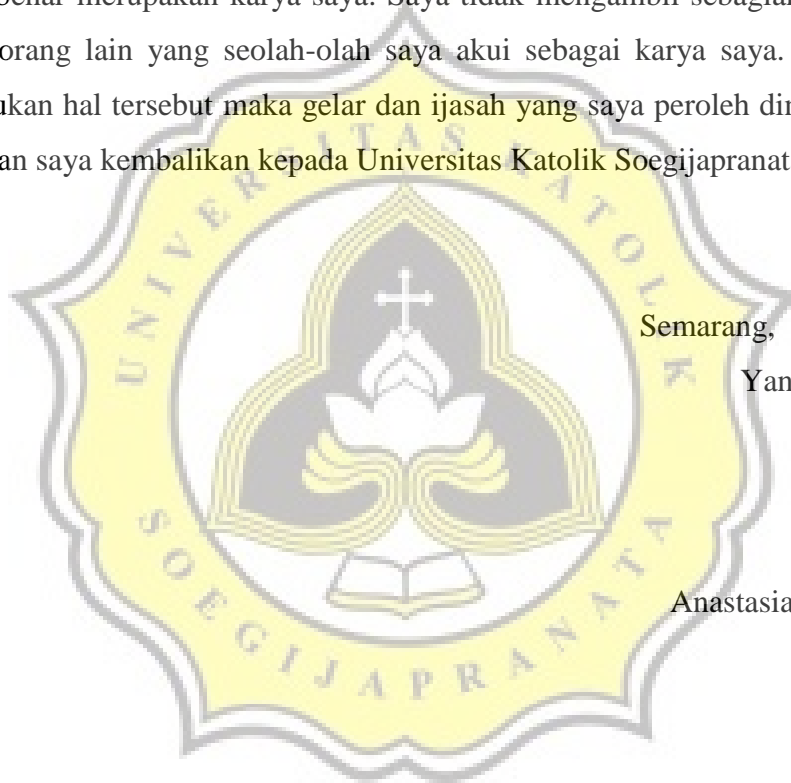 benar merupakan karya saya. Saya tidak mengambil sebagian
orang lain yang seolah-olah saya akui sebagai karya saya.
ukan hal tersebut maka gelar dan ijasah yang saya peroleh
an saya kembalikan kepada Universitas Katolik Soegijapranat
UNIVERSITAS KATOLIK
Semarang,
Yan
Anastasia
SOEGIJAPRANATA